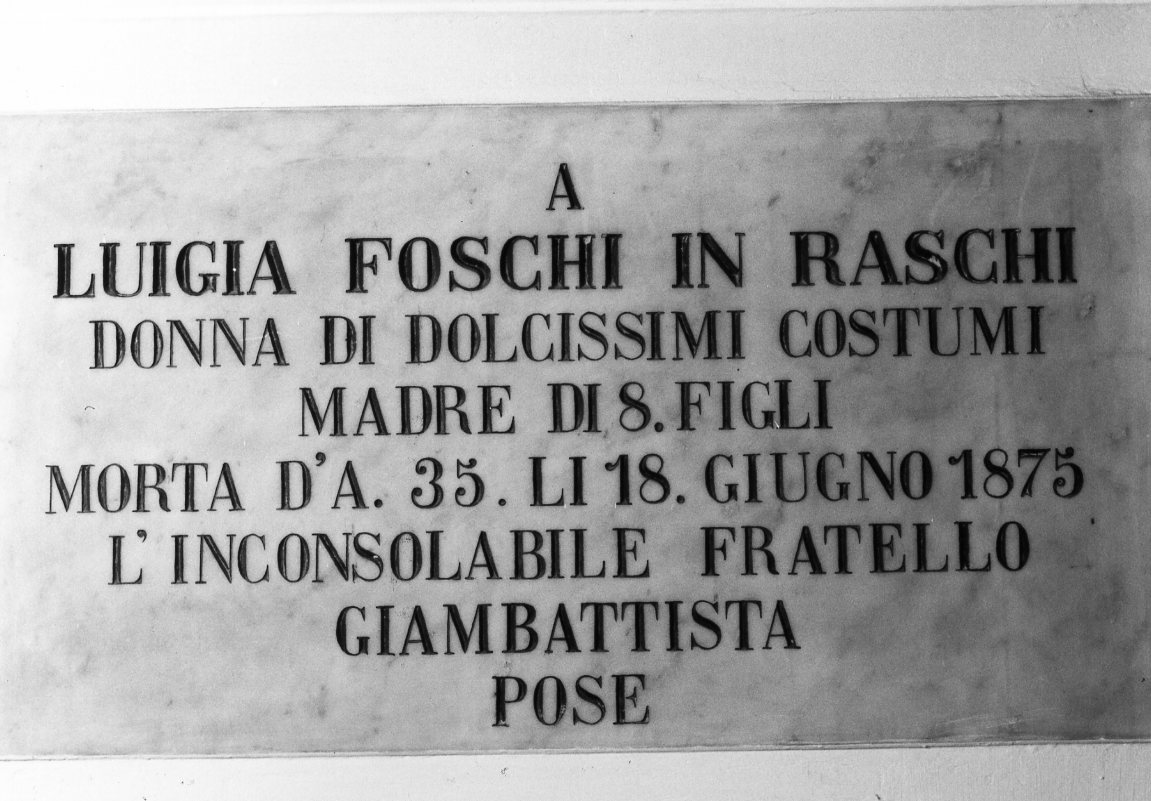 A
LUIGIA FOSCHI IN RASCHI
DONNA DI DOLCISSIMI COSTUMI
MADRE DI 8. FIGLI
MORTA D'A. 35. LI 18. GIUGNO 1875
L' INCONSOLABILE FRATELLO
GIAMBATTISTA
POSE